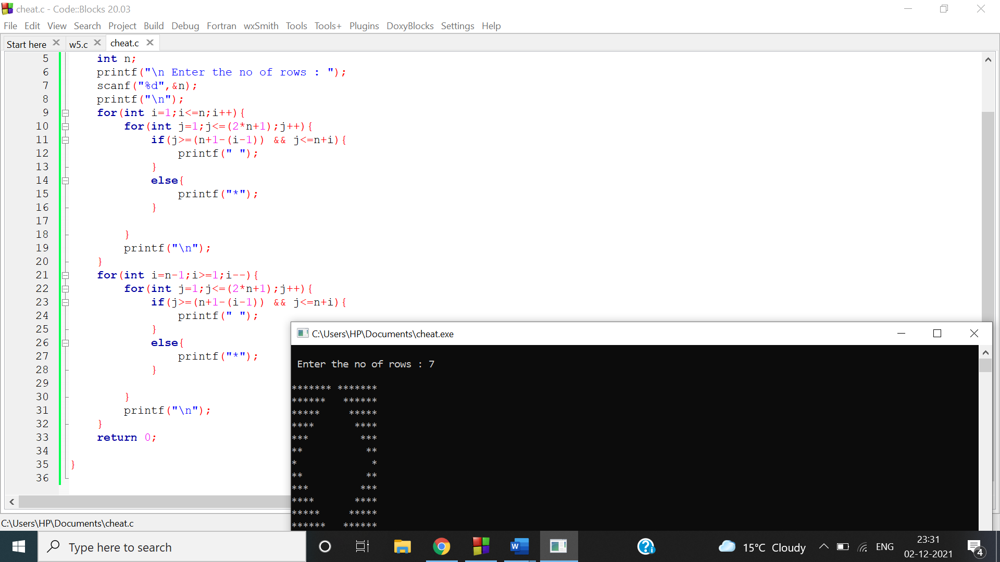 cheat.c - Code::Blocks 20.03
File Edit View Search Project Build Debug Fortran wxSmith Tools Tools+ Plugins DoxyBlocks Settings Help
Start here w5.c cheat.c
5     int n;
6     printf("\n Enter the no of rows : ");
7     scanf("%d",&n);
8     printf("\n");
9     for(int i=1;i<=n;i++){
10         for(int j=1;j<=(2*n+1);j++){
11             if(j>=(n+1-(i-1)) && j<=n+i){
12                 printf(" ");
13             }
14             else{
15                 printf("*");
16             }
17
18         }
19         printf("\n");
20     }
21     for(int i=n-1;i>=1;i--){
22         for(int j=1;j<=(2*n+1);j++){
23             if(j>=(n+1-(i-1)) && j<=n+i){
24                 printf(" ");
25             }
26             else{
27                 printf("*");
28             }
29
30         }
31         printf("\n");
32     }
33     return 0;
34
35 }
36
C:\Users\HP\Documents\cheat.exe
Enter the no of rows : 7
******* *******
******   ******
*****     *****
****       ****
***         ***
**           **
*             *
**           **
***         ***
****       ****
*****     *****
******   ******
C:\Users\HP\Documents\cheat.c
Type here to search
W
15°C Cloudy
ENG
23:31
02-12-2021
4